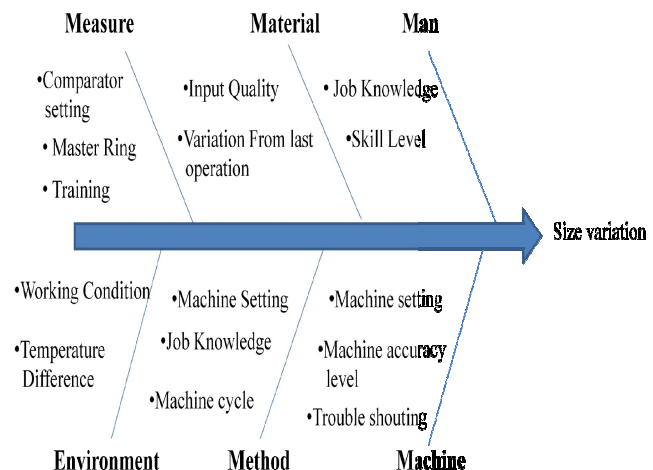 Measure
Material
Man
•Comparator
setting
• Master Ring
• Training
•Input Quality
•Variation From last
operation
• Job Knowledge
•Skill Level
Size variation
•Working Condition
•Temperature
Difference
•Machine Setting
•Job Knowledge
•Machine cycle
•Machine setting
•Machine accuracy
level
•Trouble shouting
Environment
Method
Machine